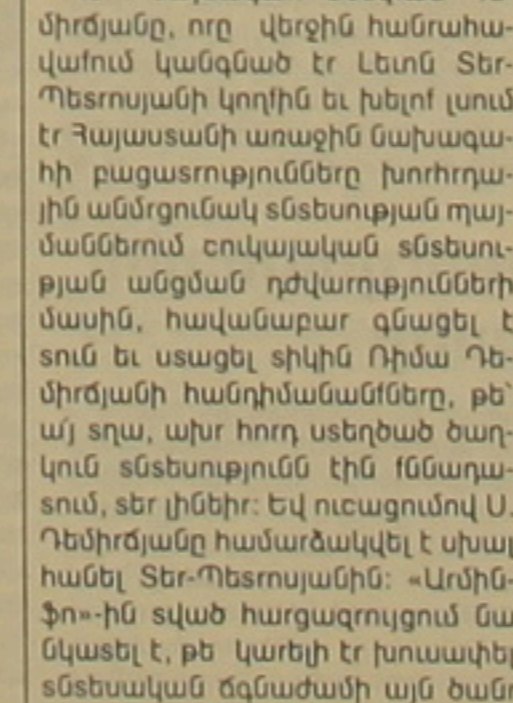 միրճյանը, որը վերջին հանրահա-
վաքում կանգնած էր Լեւոն Տեր-
Պետրոսյանի կողքին եւ խելոք լսում
էր Հայաստանի առաջին նախագա-
հի բացատրությունները խորհրդա-
յին անմրցունակ տնտեսության պայ-
մաններում շուկայական տնտեսու-
թյան անցման դժվարությունների
մասին, հավանաբար գնացել է
տուն եւ ստացել տիկին Ռիմա Դե-
միրճյանի հանդիմանանքները, թե՝
ա՛յ տղա, ախր հորդ ստեղծած ծաղ-
կուն տնտեսությունն էին քննադա-
տում, տեր լինեիր: Եվ ուշացումով Ս.
Դեմիրճյանը համարձակվել է սխալ
հանել Տեր-Պետրոսյանին: «Արմին-
ֆո»-ին տված հարցազրույցում նա
նկատել է, թե կարելի էր խուսափել
տնտեսական ճգնաժամի այն ծանր